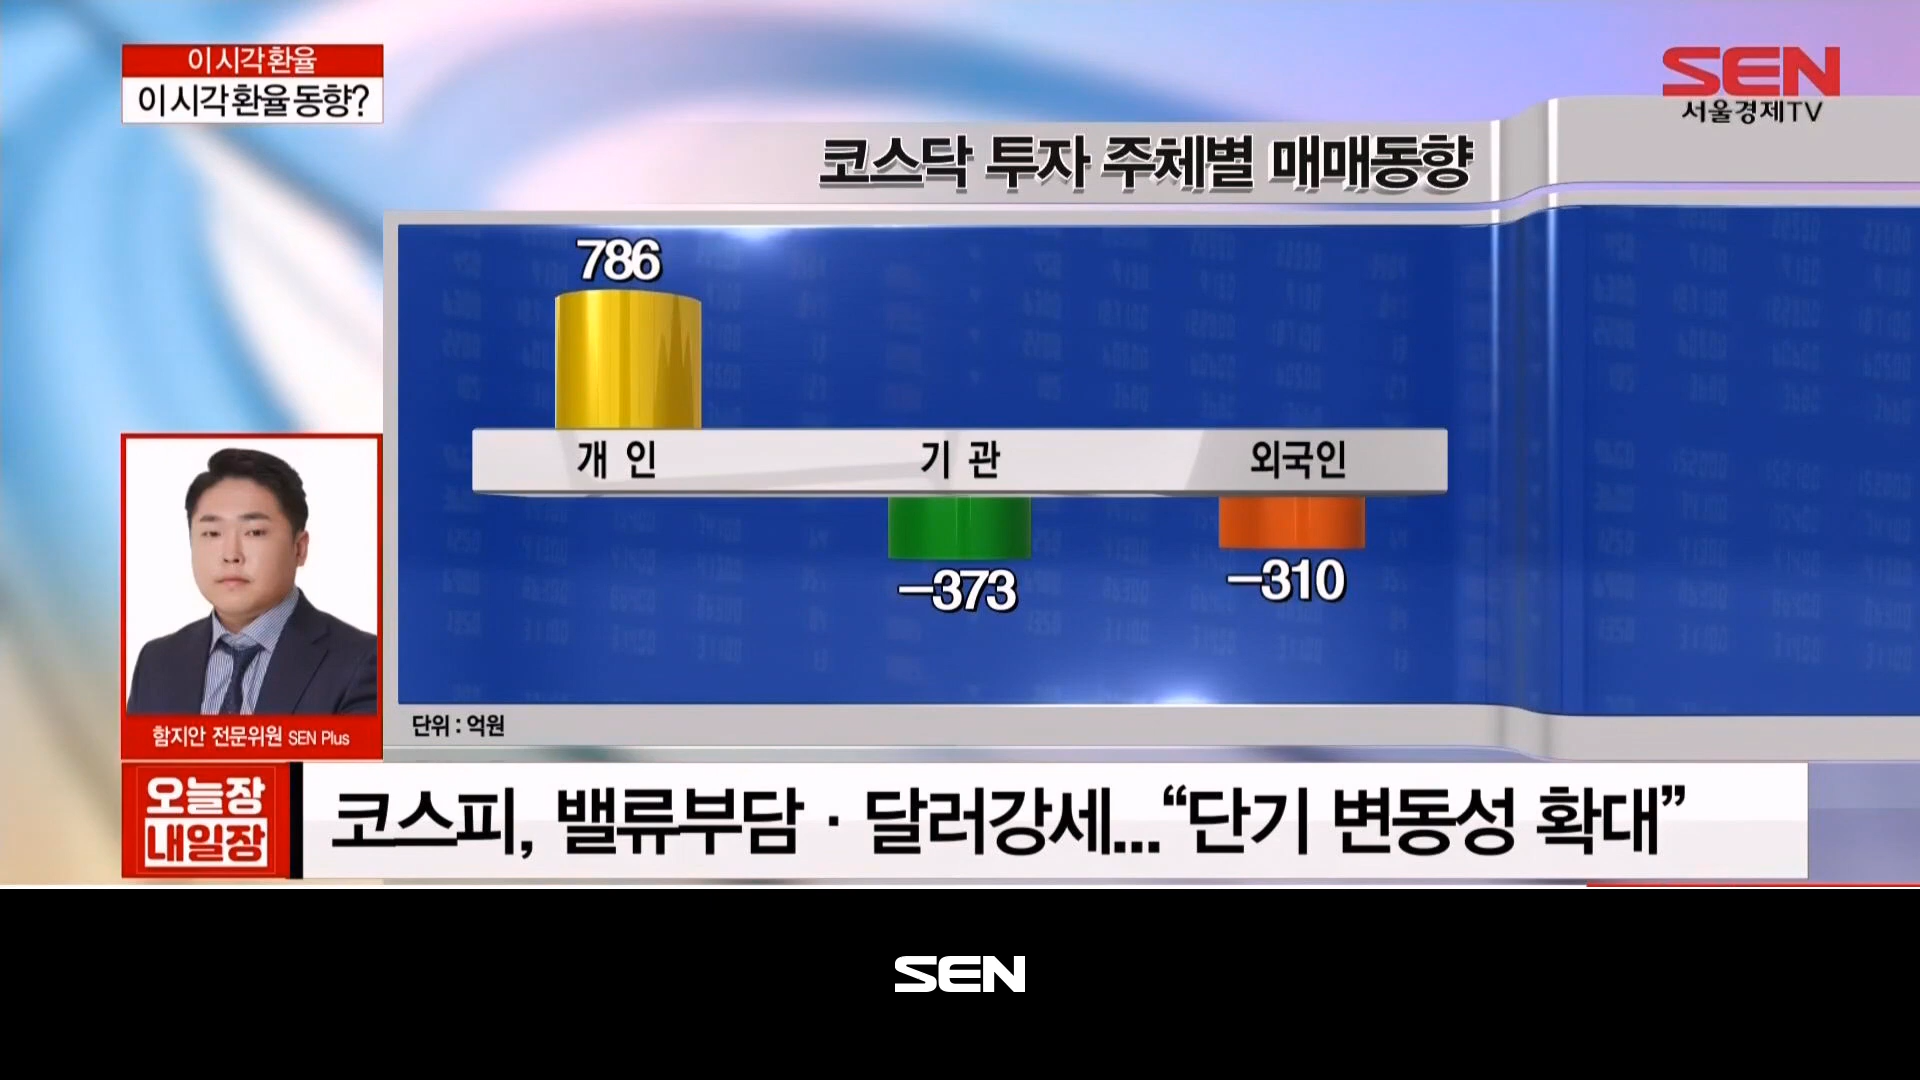 이 시각 환율
이 시각 환율 동향?
SEN
서울경제TV
코스닥 투자 주체별 매매동향
786
개 인
기 관
외국인
-373
-310
단위 : 억원
함지안 전문위원 SEN Plus
오늘장
내일장
코스피, 밸류부담 · 달러강세...“단기 변동성 확대”
SEN